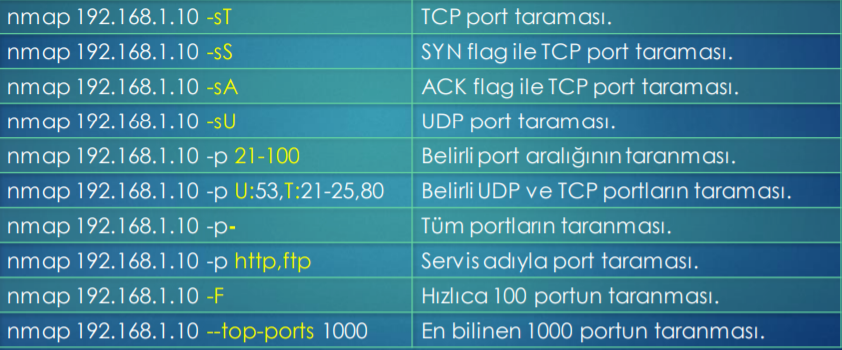 nmap 192.168.1.10 -sT TCP port taraması.
nmap 192.168.1.10 -sS SYN flag ile TCP port taraması.
nmap 192.168.1.10 -sA ACK flag ile TCP port taraması.
nmap 192.168.1.10 -sU UDP port taraması.
nmap 192.168.1.10 -p 21-100 Belirli port aralığının taranması.
nmap 192.168.1.10 -p U:53,T:21-25,80 Belirli UDP ve TCP portların taraması.
nmap 192.168.1.10 -p- Tüm portların taranması.
nmap 192.168.1.10 -p http,ftp Servis adıyla port taraması.
nmap 192.168.1.10 -F Hızlıca 100 portun taranması.
nmap 192.168.1.10 --top-ports 1000 En bilinen 1000 portun taranması.